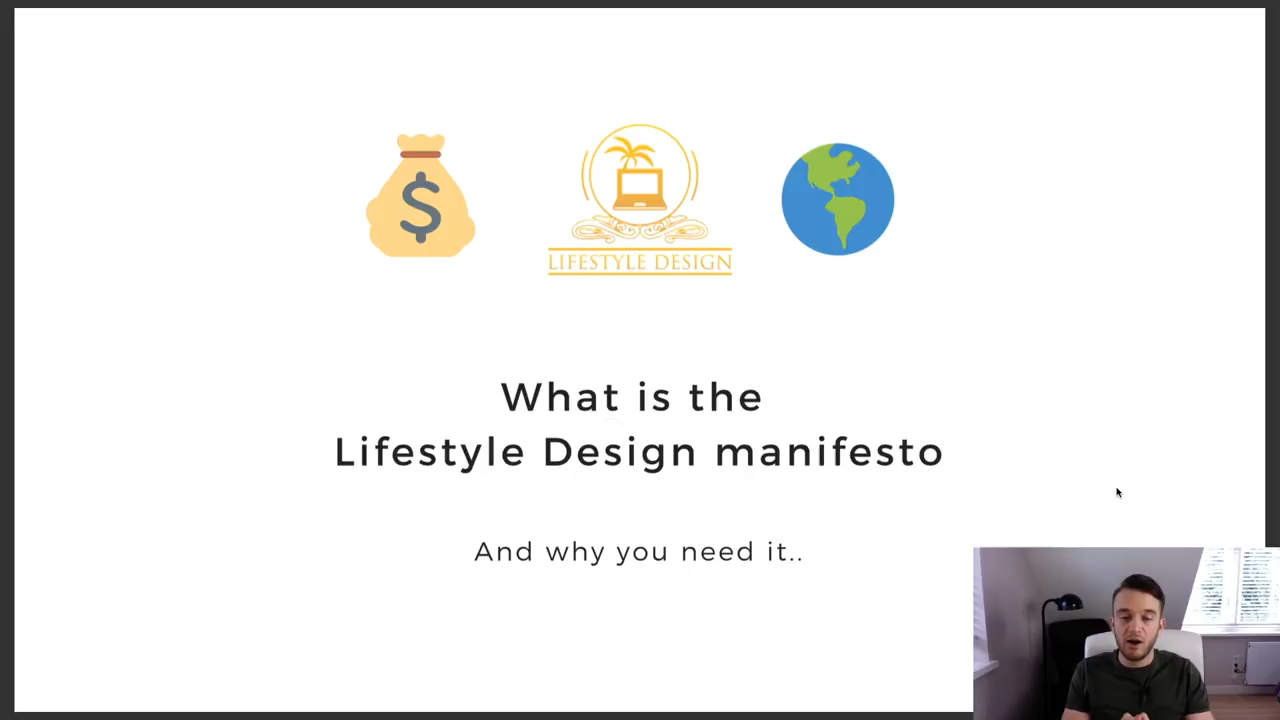 $
LIFESTYLE DESIGN
What is the
Lifestyle Design manifesto
And why you need it..